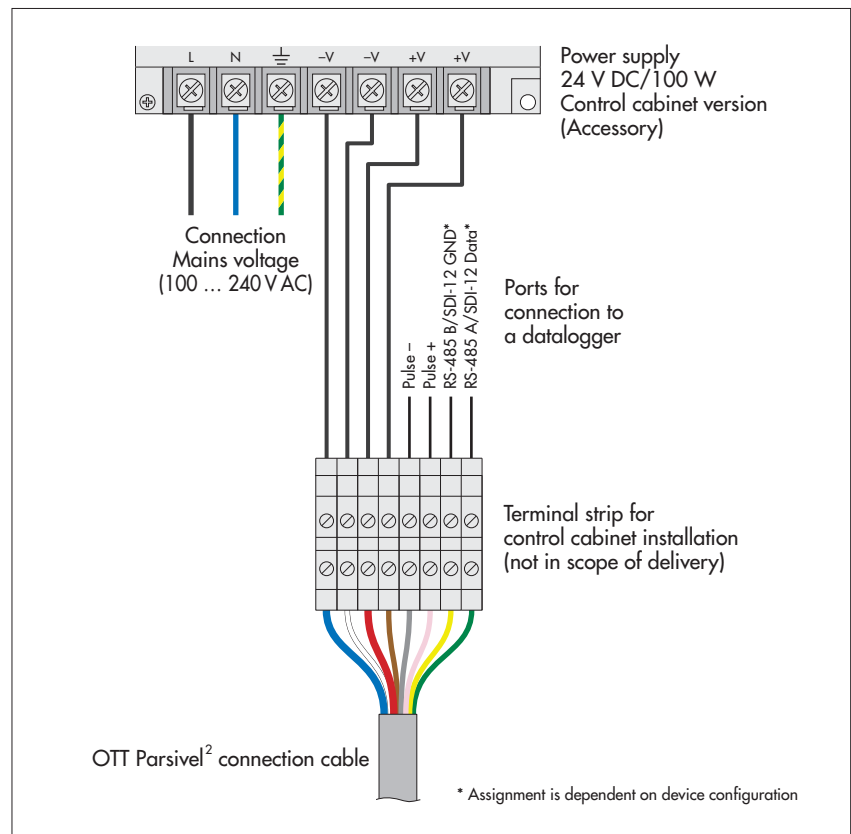 L N –V –V +V +V
Power supply
24 V DC/100 W
Control cabinet version
(Accessory)
Connection
Mains voltage
(100 ... 240 V AC)
Pulse –
Pulse +
RS-485 B/SDI-12 GND*
RS-485 A/SDI-12 Data*
Ports for
connection to
a datalogger
Terminal strip for
control cabinet installation
(not in scope of delivery)
OTT Parsivel² connection cable
* Assignment is dependent on device configuration